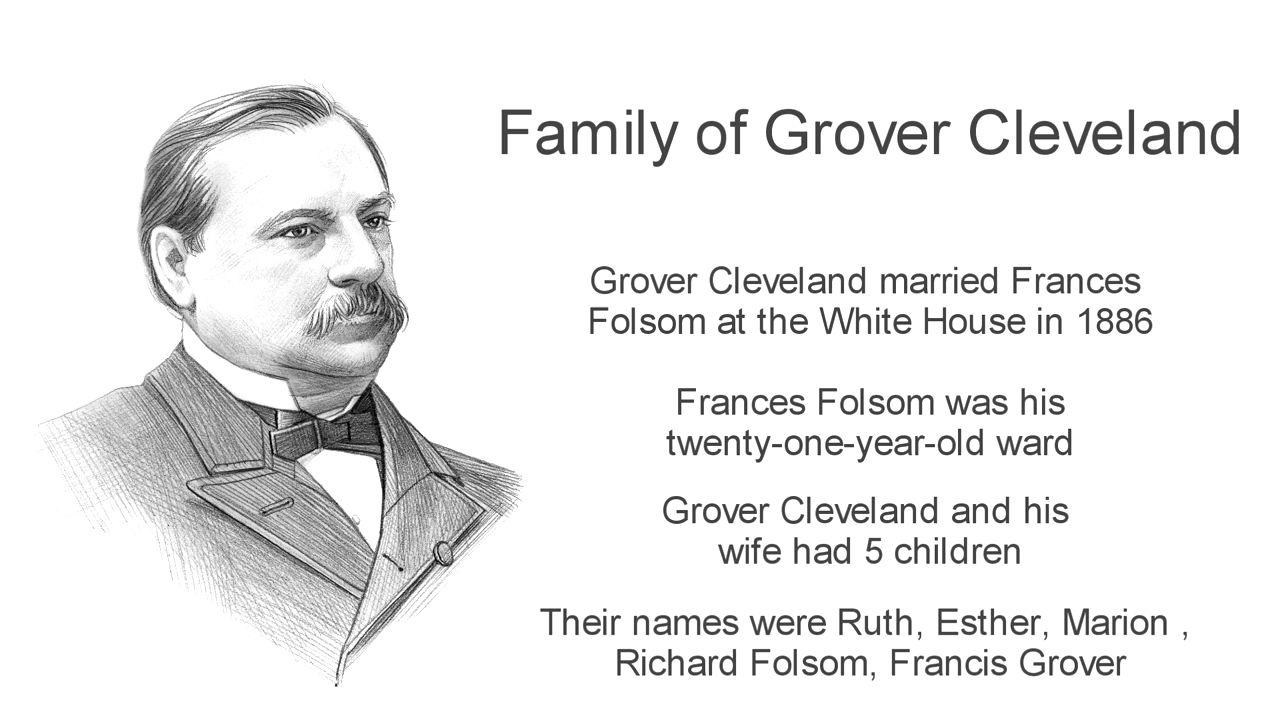 Family of Grover Cleveland
Grover Cleveland married Frances
Folsom at the White House in 1886
Frances Folsom was his
twenty-one-year-old ward
Grover Cleveland and his
wife had 5 children
Their names were Ruth, Esther, Marion ,
Richard Folsom, Francis Grover